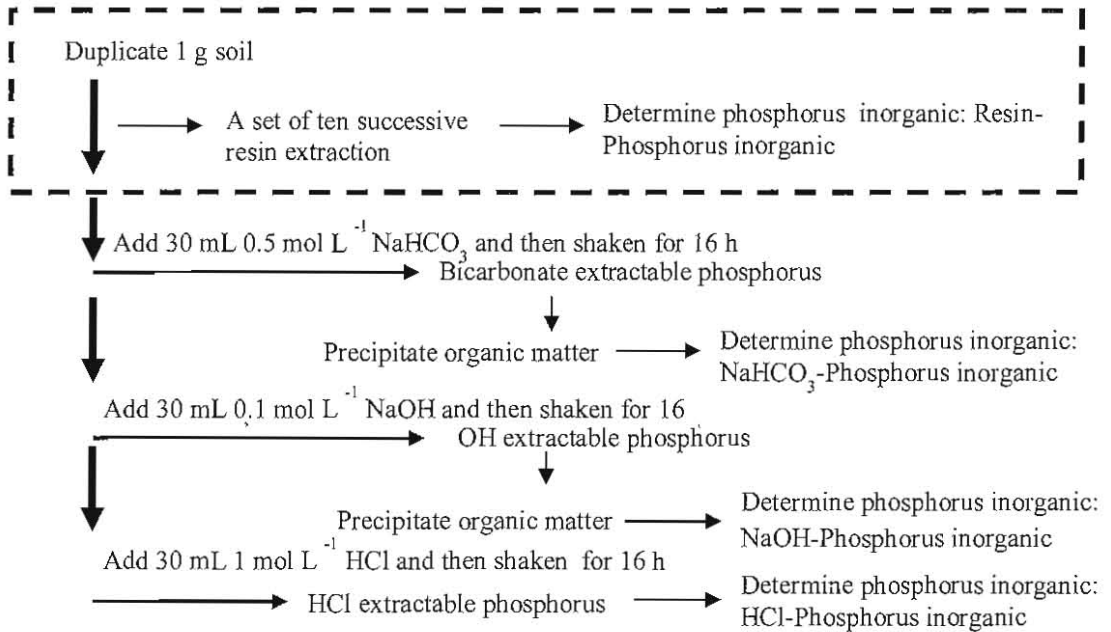 Duplicate 1 g soil
A set of ten successive
resin extraction
Determine phosphorus inorganic: Resin-
Phosphorus inorganic
Add 30 mL 0.5 mol L⁻¹ NaHCO₃ and then shaken for 16 h
Bicarbonate extractable phosphorus
Precipitate organic matter
Determine phosphorus inorganic:
NaHCO₃-Phosphorus inorganic
Add 30 mL 0.1 mol L⁻¹ NaOH and then shaken for 16
OH extractable phosphorus
Precipitate organic matter
Determine phosphorus inorganic:
NaOH-Phosphorus inorganic
Add 30 mL 1 mol L⁻¹ HCl and then shaken for 16 h
HCl extractable phosphorus
Determine phosphorus inorganic:
HCl-Phosphorus inorganic